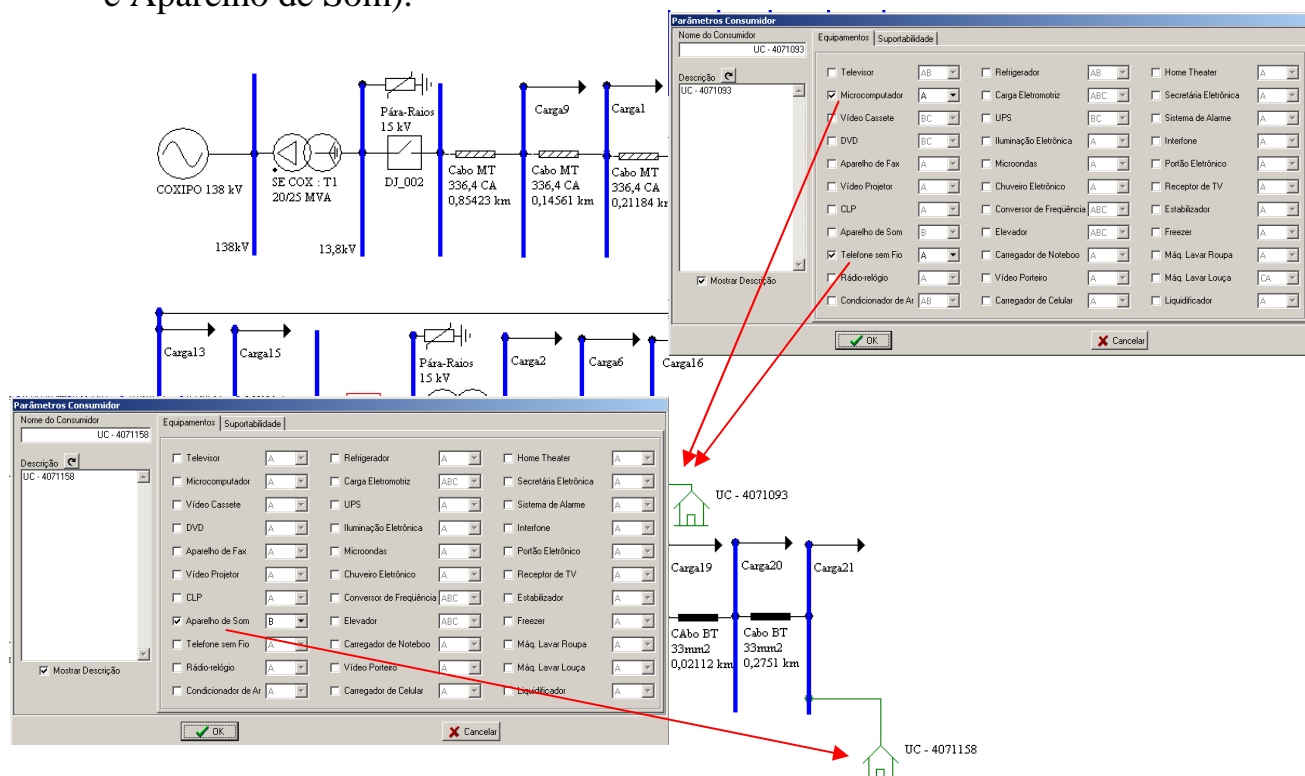 e Aparelho de Som).
Parâmetros Consumidor
Nome do Consumidor
UC - 4071093
Descrição
UC - 4071093
Mostrar Descrição
Equipamentos Suportabilidade
Televisor AB Refrigerador AB Home Theater A
Microcomputador A Carga Eletromotriz ABC Secretária Eletrônica A
Vídeo Cassete BC UPS BC Sistema de Alarme A
DVD BC Iluminação Eletrônica A Interfone A
Aparelho de Fax A Microondas A Portão Eletrônico A
Vídeo Projetor A Chuveiro Eletrônico A Receptor de TV A
CLP A Conversor de Freqüência ABC Estabilizador A
Aparelho de Som B Elevador ABC Freezer A
Telefone sem Fio A Carregador de Noteboo A Máq. Lavar Roupa A
Rádio-relógio A Vídeo Porteiro A Máq. Lavar Louça CA
Condicionador de Ar AB Carregador de Celular A Liquidificador A
OK Cancelar
Pára-Raios
15 kV
Carga9
Carga1
COXIPO 138 kV
SE COX : T1
20/25 MVA
DJ_002
Cabo MT
336,4 CA
0,85423 km
Cabo MT
336,4 CA
0,14561 km
Cabo MT
336,4 CA
0,21184 km
138kV
13,8kV
Carga13
Carga15
Pára-Raios
15 kV
Carga2
Carga6
Carga16
Parâmetros Consumidor
Nome do Consumidor
UC - 4071158
Descrição
UC - 4071158
Mostrar Descrição
Equipamentos Suportabilidade
Televisor A Refrigerador A Home Theater A
Microcomputador A Carga Eletromotriz ABC Secretária Eletrônica A
Vídeo Cassete A UPS A Sistema de Alarme A
DVD A Iluminação Eletrônica A Interfone A
Aparelho de Fax A Microondas A Portão Eletrônico A
Vídeo Projetor A Chuveiro Eletrônico A Receptor de TV A
CLP A Conversor de Freqüência ABC Estabilizador A
Aparelho de Som B Elevador ABC Freezer A
Telefone sem Fio A Carregador de Noteboo A Máq. Lavar Roupa A
Rádio-relógio A Vídeo Porteiro A Máq. Lavar Louça A
Condicionador de Ar A Carregador de Celular A Liquidificador A
OK Cancelar
UC - 4071093
Carga19
Carga20
Carga21
CAbo BT
33mm2
0,02112 km
Cabo BT
33mm2
0,2751 km
UC - 4071158